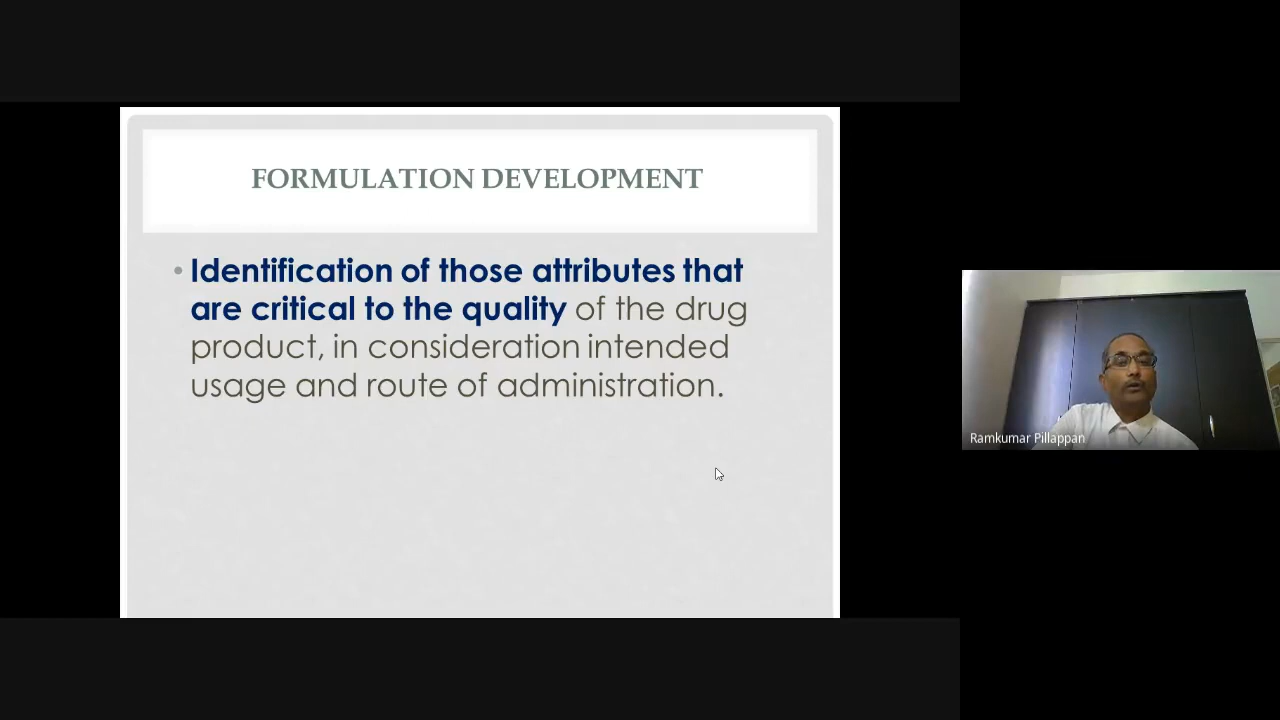 FORMULATION DEVELOPMENT
• Identification of those attributes that
are critical to the quality of the drug
product, in consideration intended
usage and route of administration.
Ramkumar Pillappan